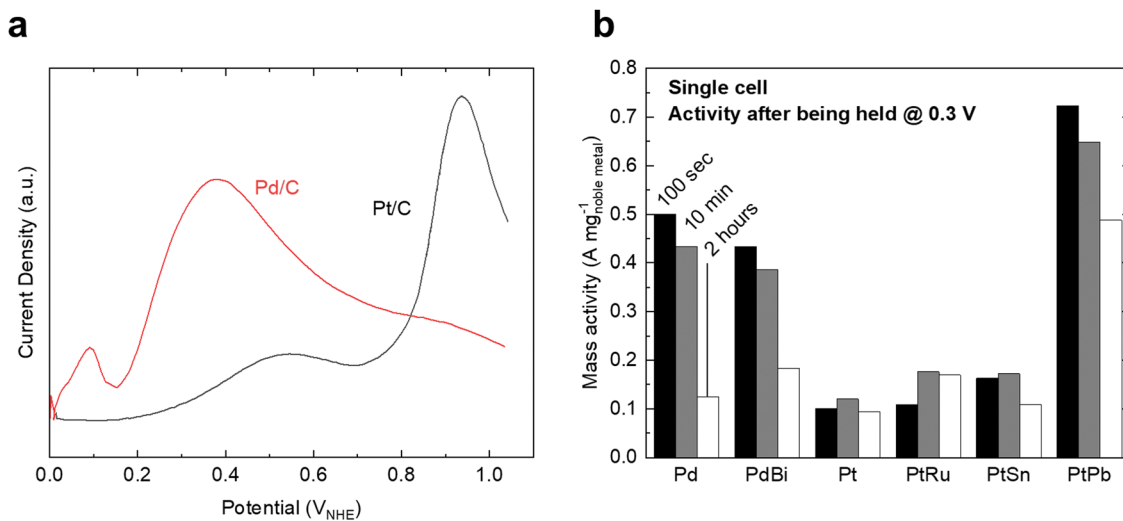 a
Current Density (a.u.)
Pd/C
Pt/C
0.0 0.2 0.4 0.6 0.8 1.0
Potential (V_NHE)
b
Mass activity (A mg⁻¹_noble metal)
0.8
0.7
0.6
0.5
0.4
0.3
0.2
0.1
0.0
Single cell
Activity after being held @ 0.3 V
100 sec
10 min
2 hours
Pd PdBi Pt PtRu PtSn PtPb